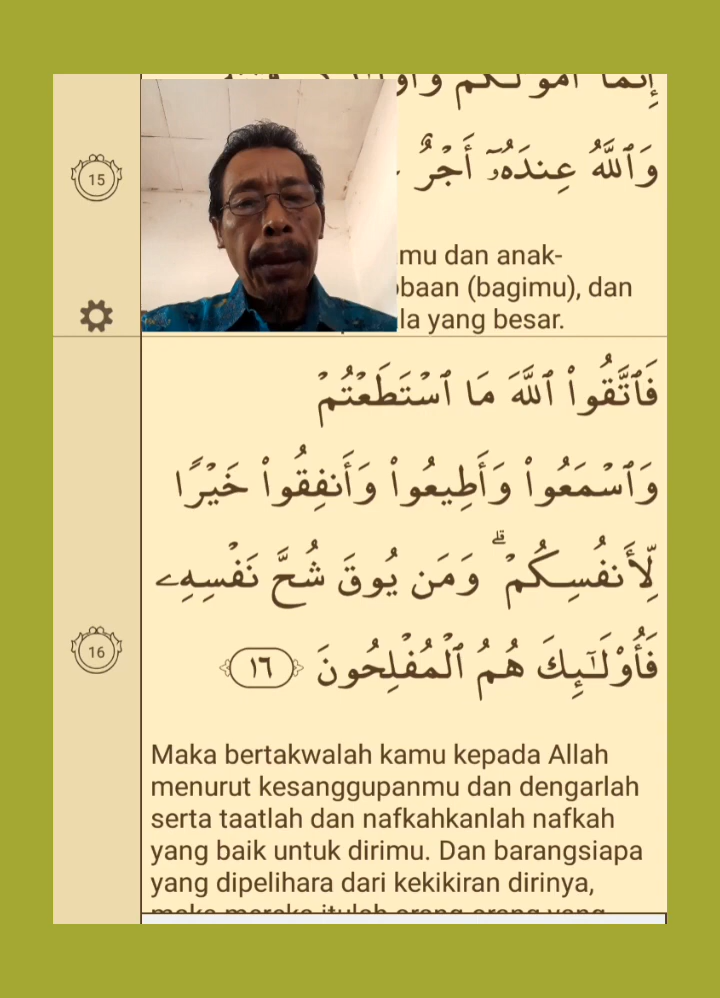 15
وَٱللَّهُ عِندَهُۥٓ أَجْرٌ
mu dan anak-
baan (bagimu), dan
la yang besar.
فَٱتَّقُوا۟ ٱللَّهَ مَا ٱسْتَطَعْتُمْ
وَٱسْمَعُوا۟ وَأَطِيعُوا۟ وَأَنفِقُوا۟ خَيْرًا
لِّأَنفُسِكُمْ ۗ وَمَن يُوقَ شُحَّ نَفْسِهِۦ
16
فَأُو۟لَـٰٓئِكَ هُمُ ٱلْمُفْلِحُونَ ١٦
Maka bertakwalah kamu kepada Allah
menurut kesanggupanmu dan dengarlah
serta taatlah dan nafkahkanlah nafkah
yang baik untuk dirimu. Dan barangsiapa
yang dipelihara dari kekikiran dirinya,